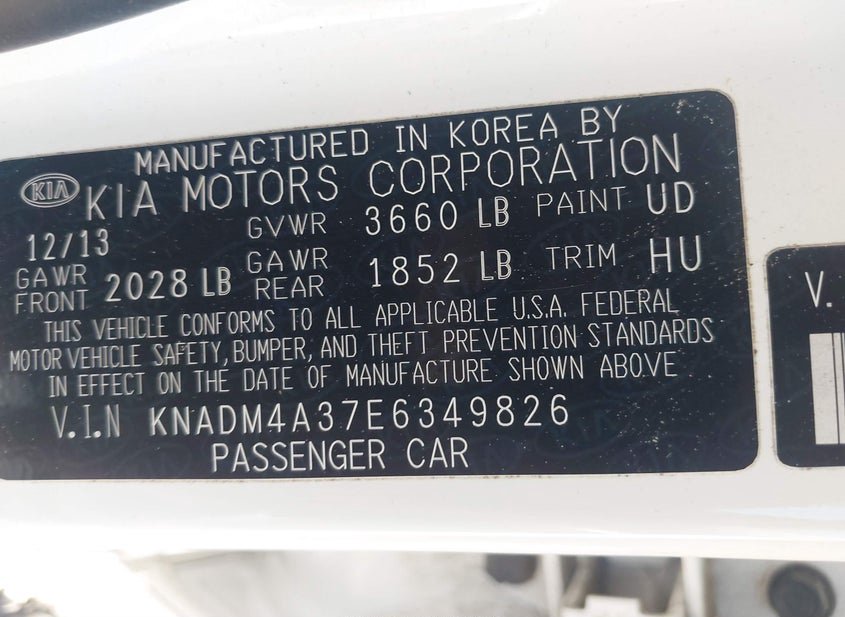 MANUFACTURED IN KOREA BY
KIA KIA MOTORS CORPORATION
12/13 GVWR 3660 LB PAINT UD
GAWR FRONT 2028 LB GAWR REAR 1852 LB TRIM HU
THIS VEHICLE CONFORMS TO ALL APPLICABLE U.S.A. FEDERAL
MOTOR VEHICLE SAFETY, BUMPER, AND THEFT PREVENTION STANDARDS
IN EFFECT ON THE DATE OF MANUFACTURE SHOWN ABOVE
V.I.N KNADM4A37E6349826
PASSENGER CAR
V.